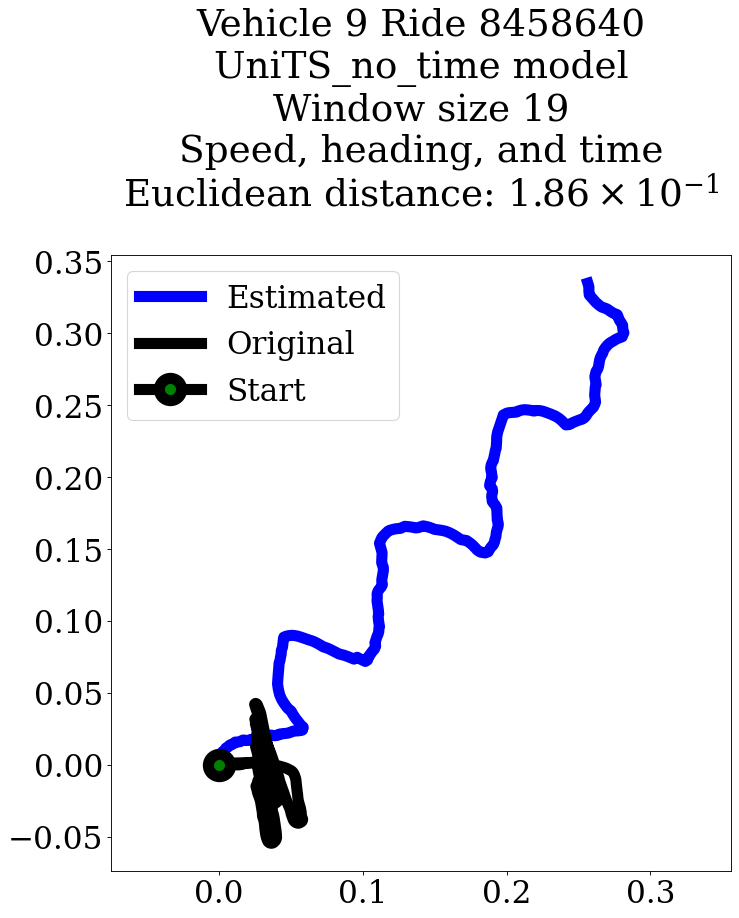 Vehicle 9 Ride 8458640
UniTS_no_time model
Window size 19
Speed, heading, and time
Euclidean distance: 1.86 × 10⁻¹
0.35
0.30
0.25
0.20
0.15
0.10
0.05
0.00
−0.05
Estimated
Original
Start
0.0 0.1 0.2 0.3